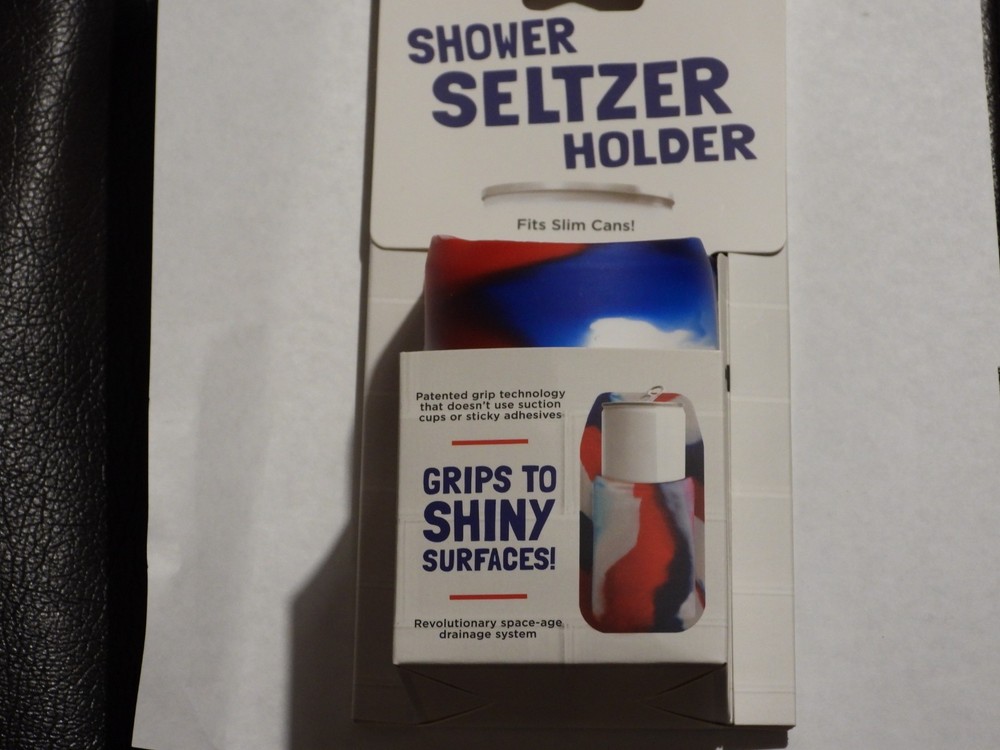 SHOWER
SELTZER
HOLDER
Fits Slim Cans!
Patented grip technology
that doesn't use suction
cups or sticky adhesives
GRIPS TO
SHINY
SURFACES!
Revolutionary space-age
drainage system